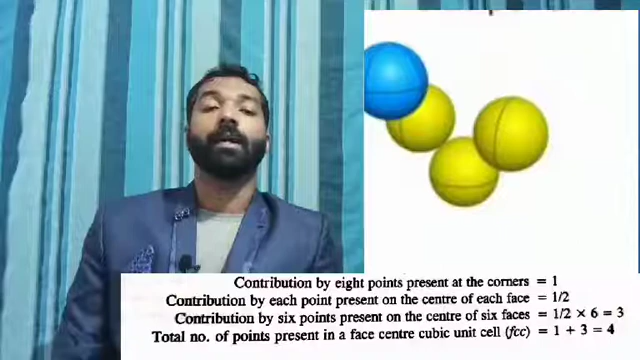 Contribution by eight points present at the corners = 1
Contribution by each point present on the centre of each face = 1/2
Contribution by six points present on the centre of six faces = 1/2 × 6 = 3
Total no. of points present in a face centre cubic unit cell (fcc) = 1 + 3 = 4